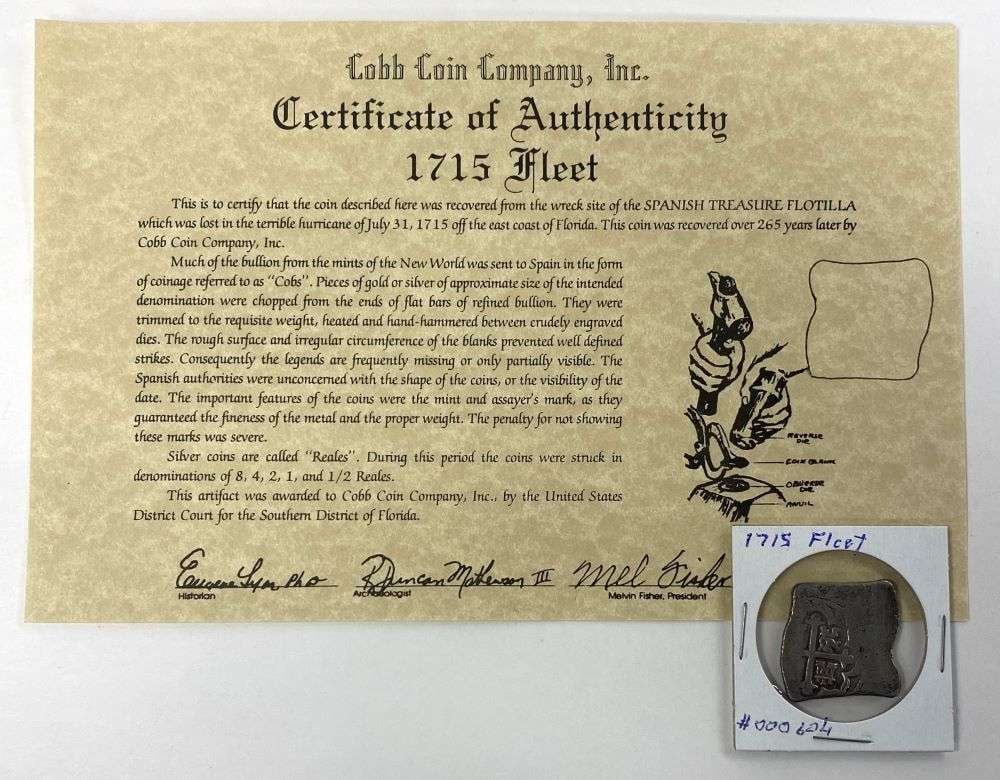 Cobb Coin Company, Inc.
Certificate of Authenticity
1715 Fleet
This is to certify that the coin described here was recovered from the wreck site of the SPANISH TREASURE FLOTILLA
which was lost in the terrible hurricane of July 31, 1715 off the east coast of Florida. This coin was recovered over 265 years later by
Cobb Coin Company, Inc.
Much of the bullion from the mints of the New World was sent to Spain in the form
of coinage referred to as "Cobs". Pieces of gold or silver of approximate size of the intended
denomination were chopped from the ends of flat bars of refined bullion. They were
trimmed to the requisite weight, heated and hand-hammered between crudely engraved
dies. The rough surface and irregular circumference of the blanks prevented well defined
strikes. Consequently the legends are frequently missing or only partially visible. The
Spanish authorities were unconcerned with the shape of the coins, or the visibility of the
date. The important features of the coins were the mint and assayer's mark, as they
guaranteed the fineness of the metal and the proper weight. The penalty for not showing
these marks was severe.
Silver coins are called "Reales". During this period the coins were struck in
denominations of 8, 4, 2, 1, and 1/2 Reales.
This artifact was awarded to Cobb Coin Company, Inc., by the United States
District Court for the Southern District of Florida.
REVERSE
DIE
COIN BLANK
OBVERSE
DIE
ANVIL
Eugene Lyon PhD
Historian
R Duncan Mathewson III
Archaeologist
Mel Fisher
Melvin Fisher, President
1715 Fleet
#000604